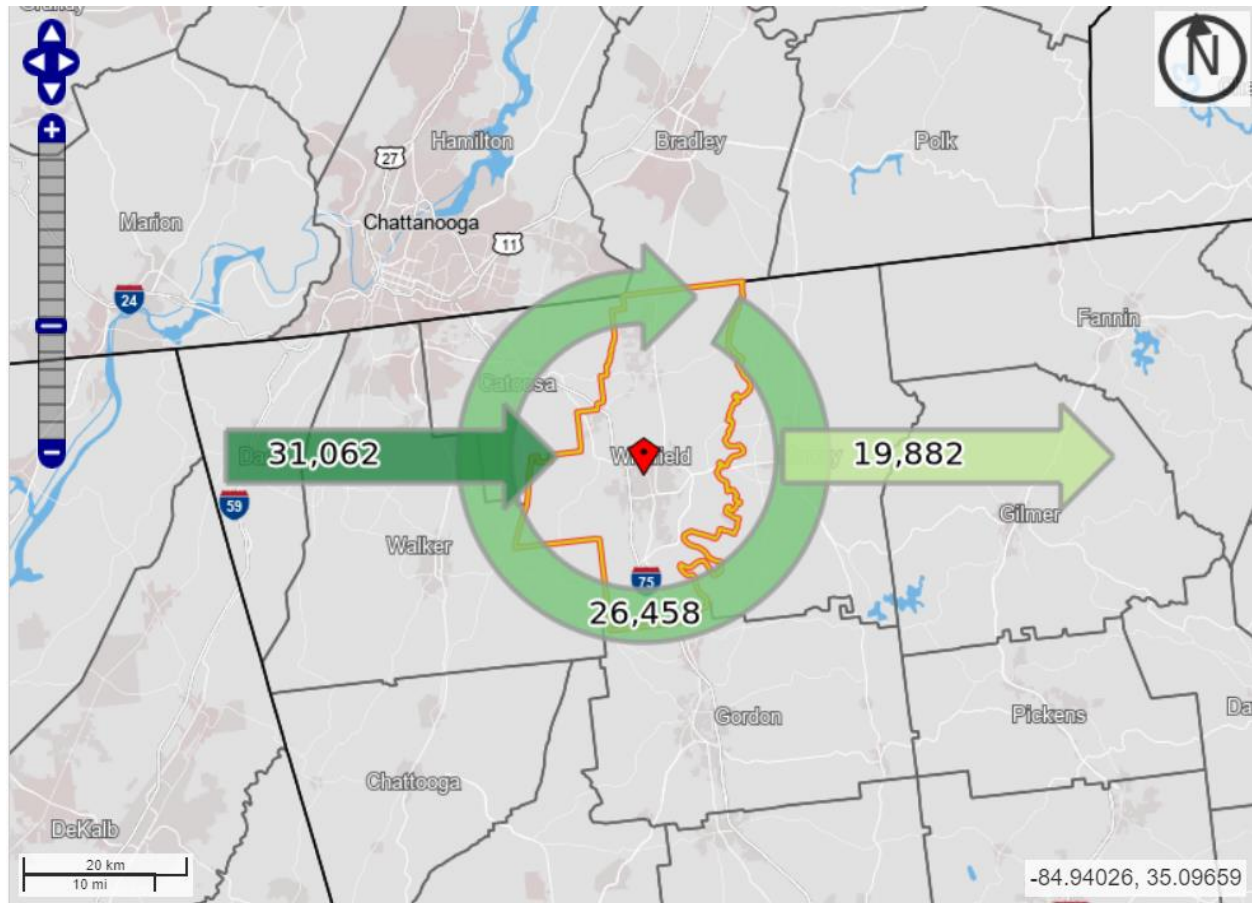 N
Hamilton
Bradley
Polk
27
Marion
Chattanooga
11
24
Fannin
Catoosa
31,062
19,882
59
Gilmer
Walker
75
26,458
Gordon
Pickens
Chattooga
DeKalb
20 km
10 mi
-84.94026, 35.09659